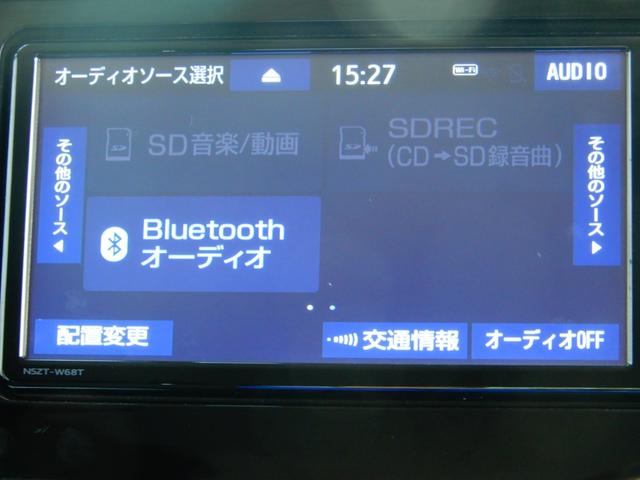 オーディオソース選択
15:27
Wi-Fi
AUDIO
その他のソース
SD
SD音楽/動画
SD
SDREC
(CD→SD録音曲)
その他のソース
Bluetooth
オーディオ
配置変更
交通情報
オーディオOFF
NSZT-W68T